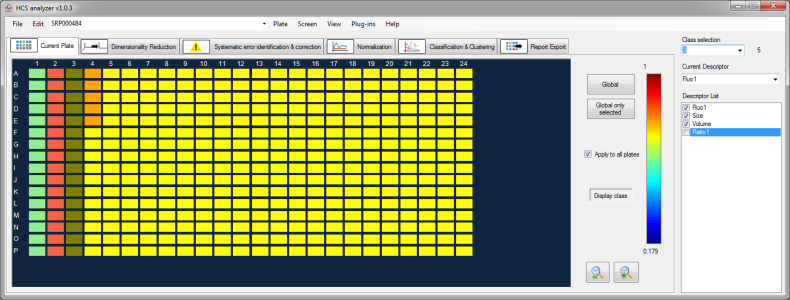 HCS analyzer v1.0.3
File Edit SRP000484 Plate Screen View Plug-ins Help
Current Plate Dimensionality Reduction Systematic error identification & correction Normalization Classification & Clustering Report Export
1 2 3 4 5 6 7 8 9 10 11 12 13 14 15 16 17 18 19 20 21 22 23 24
A
B
C
D
E
F
G
H
I
J
K
L
M
N
O
P
Global
Global only
selected
Apply to all plates
Display class
1
0.179
Class selection
5
Current Descriptor
Fluo1
Descriptor List
Fluo1
Size
Volume
Ratio1